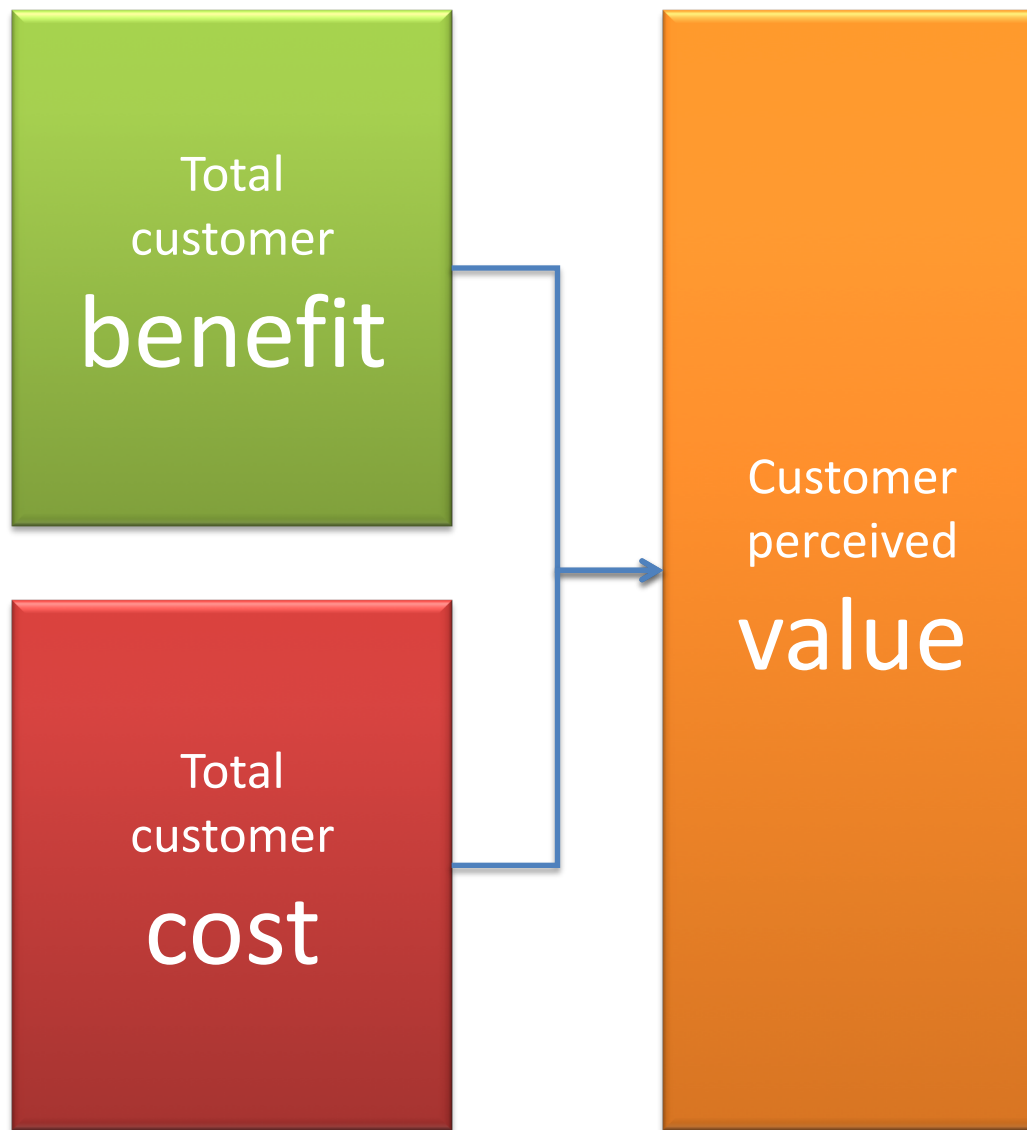 Total
customer
benefit
Total
customer
cost
Customer
perceived
value